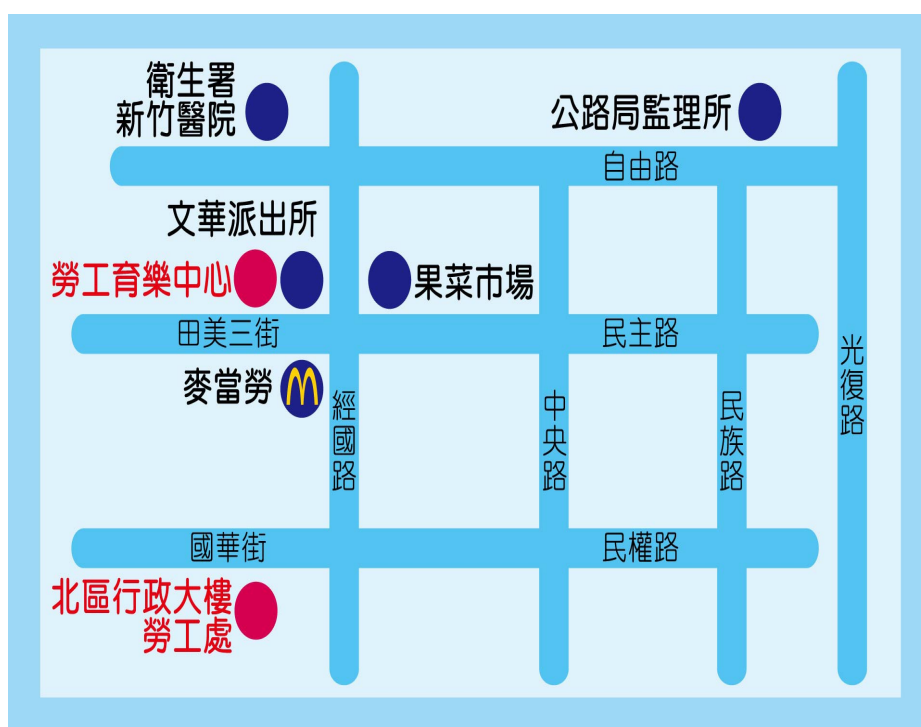 衛生署
新竹醫院
公路局監理所
自由路
文華派出所
勞工育樂中心
果菜市場
田美三街
民主路
光復路
麥當勞
經國路
中央路
民族路
國華街
民權路
北區行政大樓
勞工處